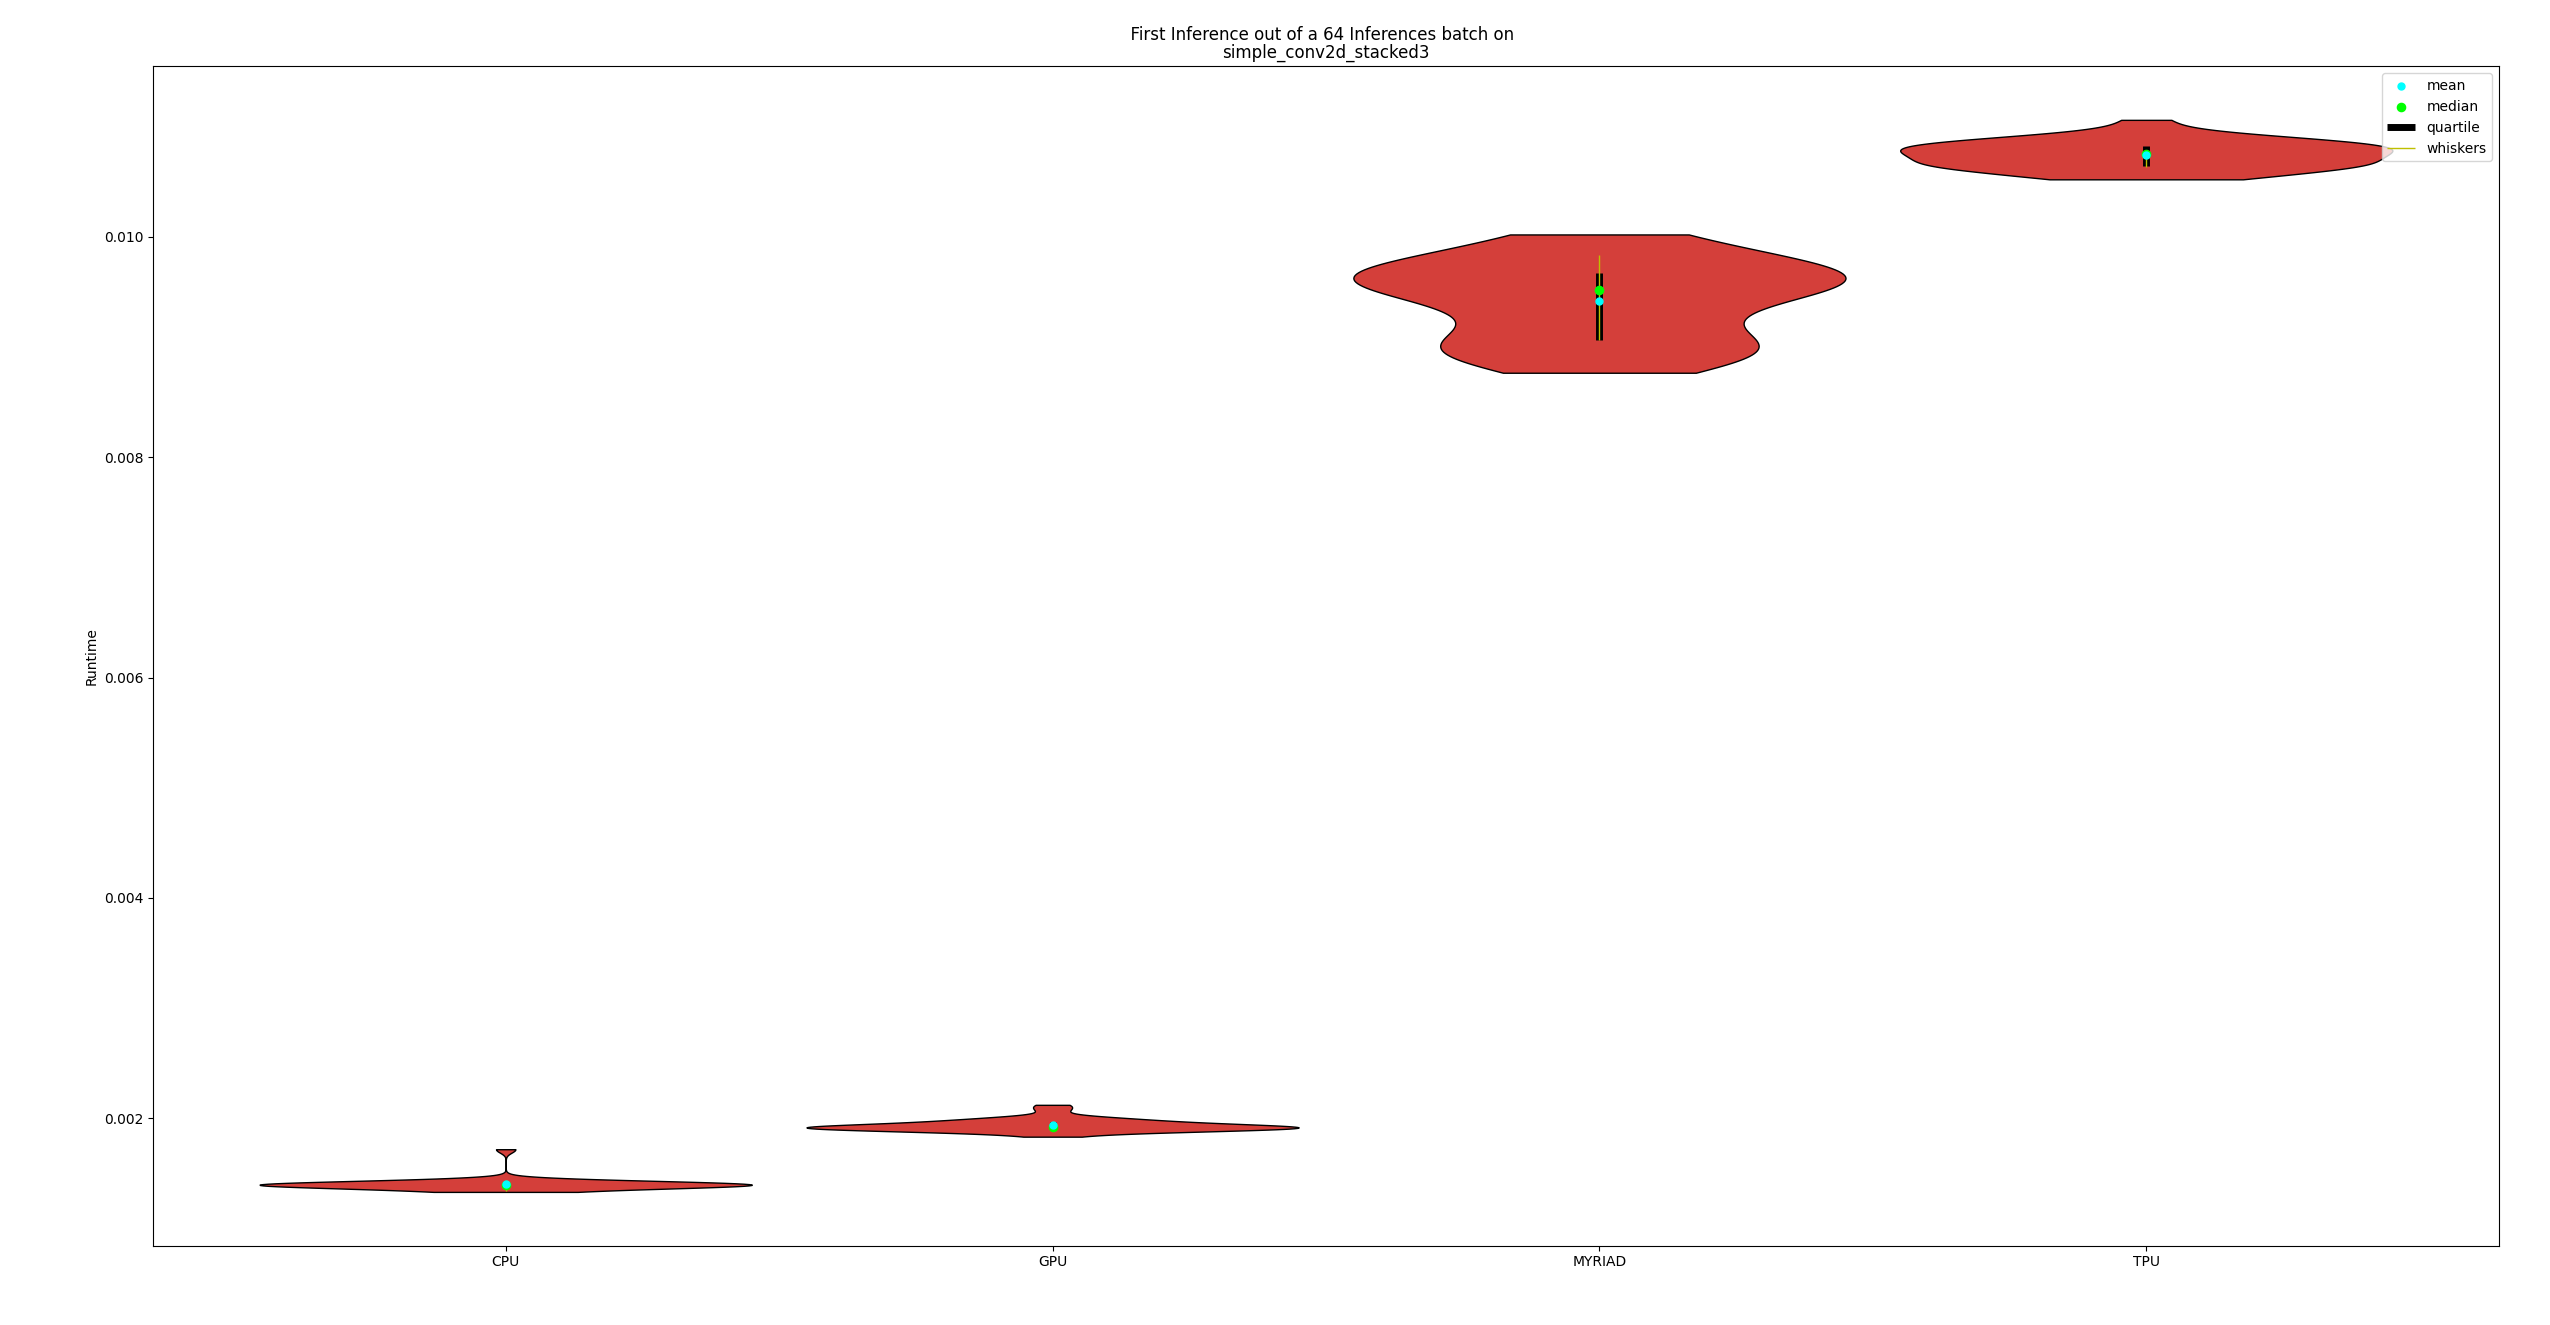 First Inference out of a 64 Inferences batch on
simple_conv2d_stacked3
mean
median
quartile
whiskers
0.010
0.008
0.006
0.004
0.002
Runtime
CPU
GPU
MYRIAD
TPU